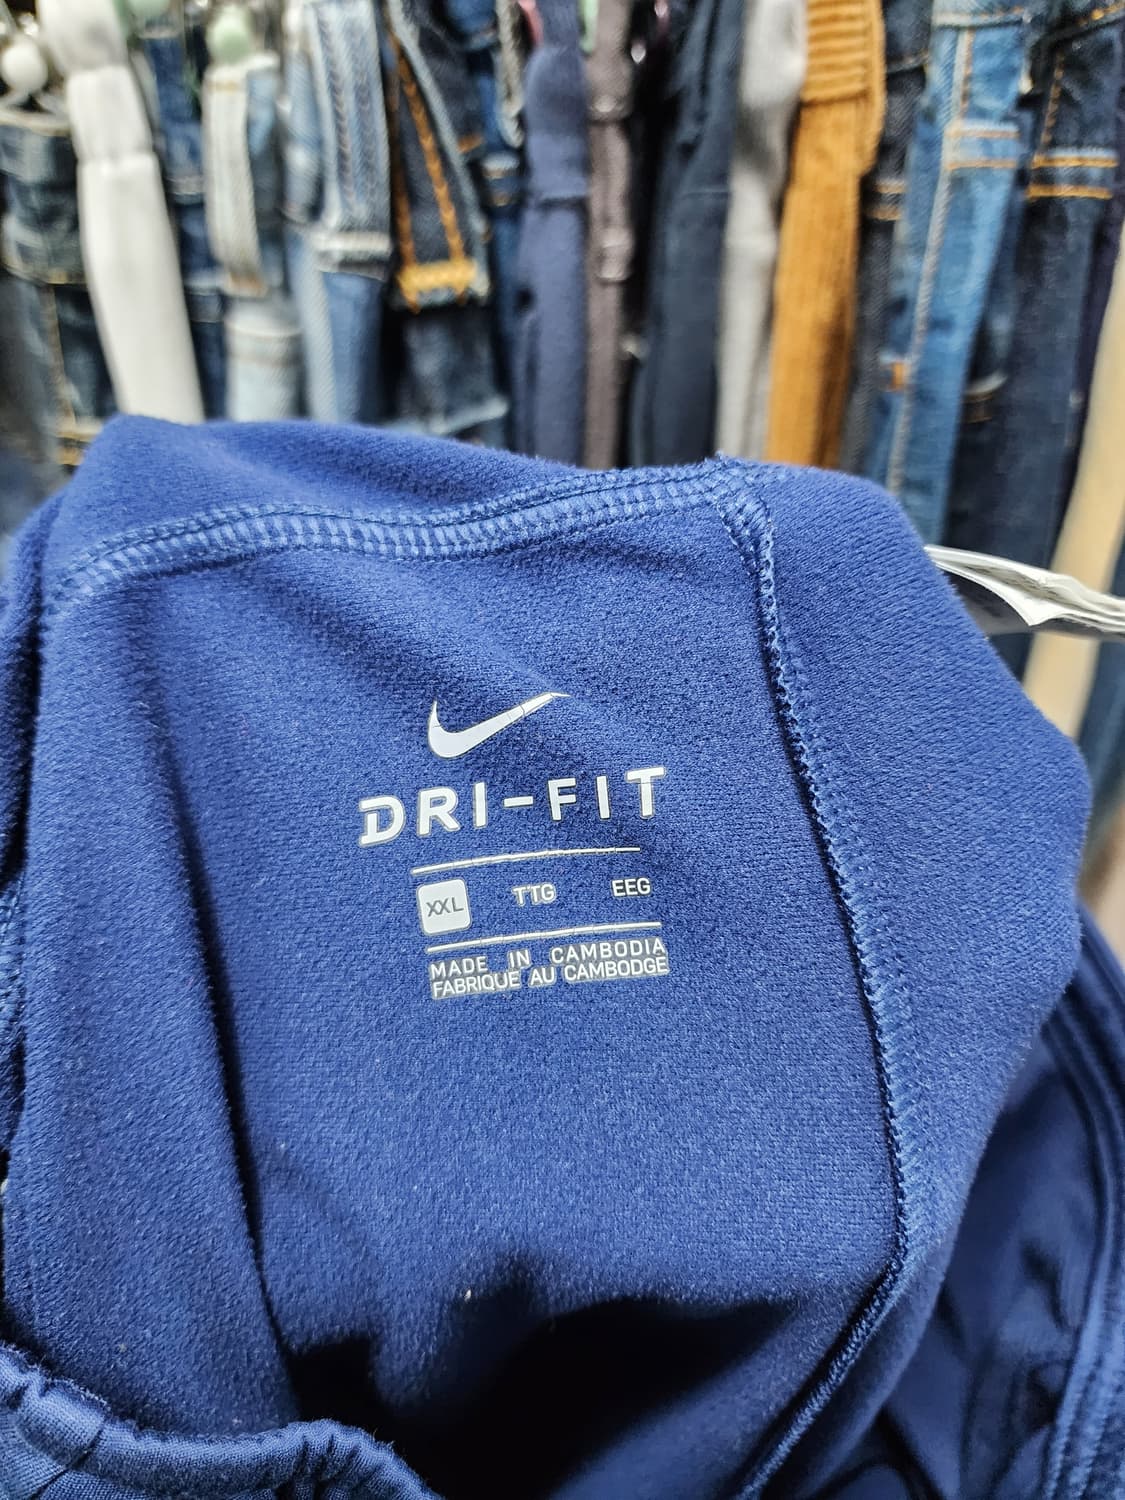 DRI-FIT
XXL TTG EEG
MADE IN CAMBODIA
FABRIQUE AU CAMBODGE